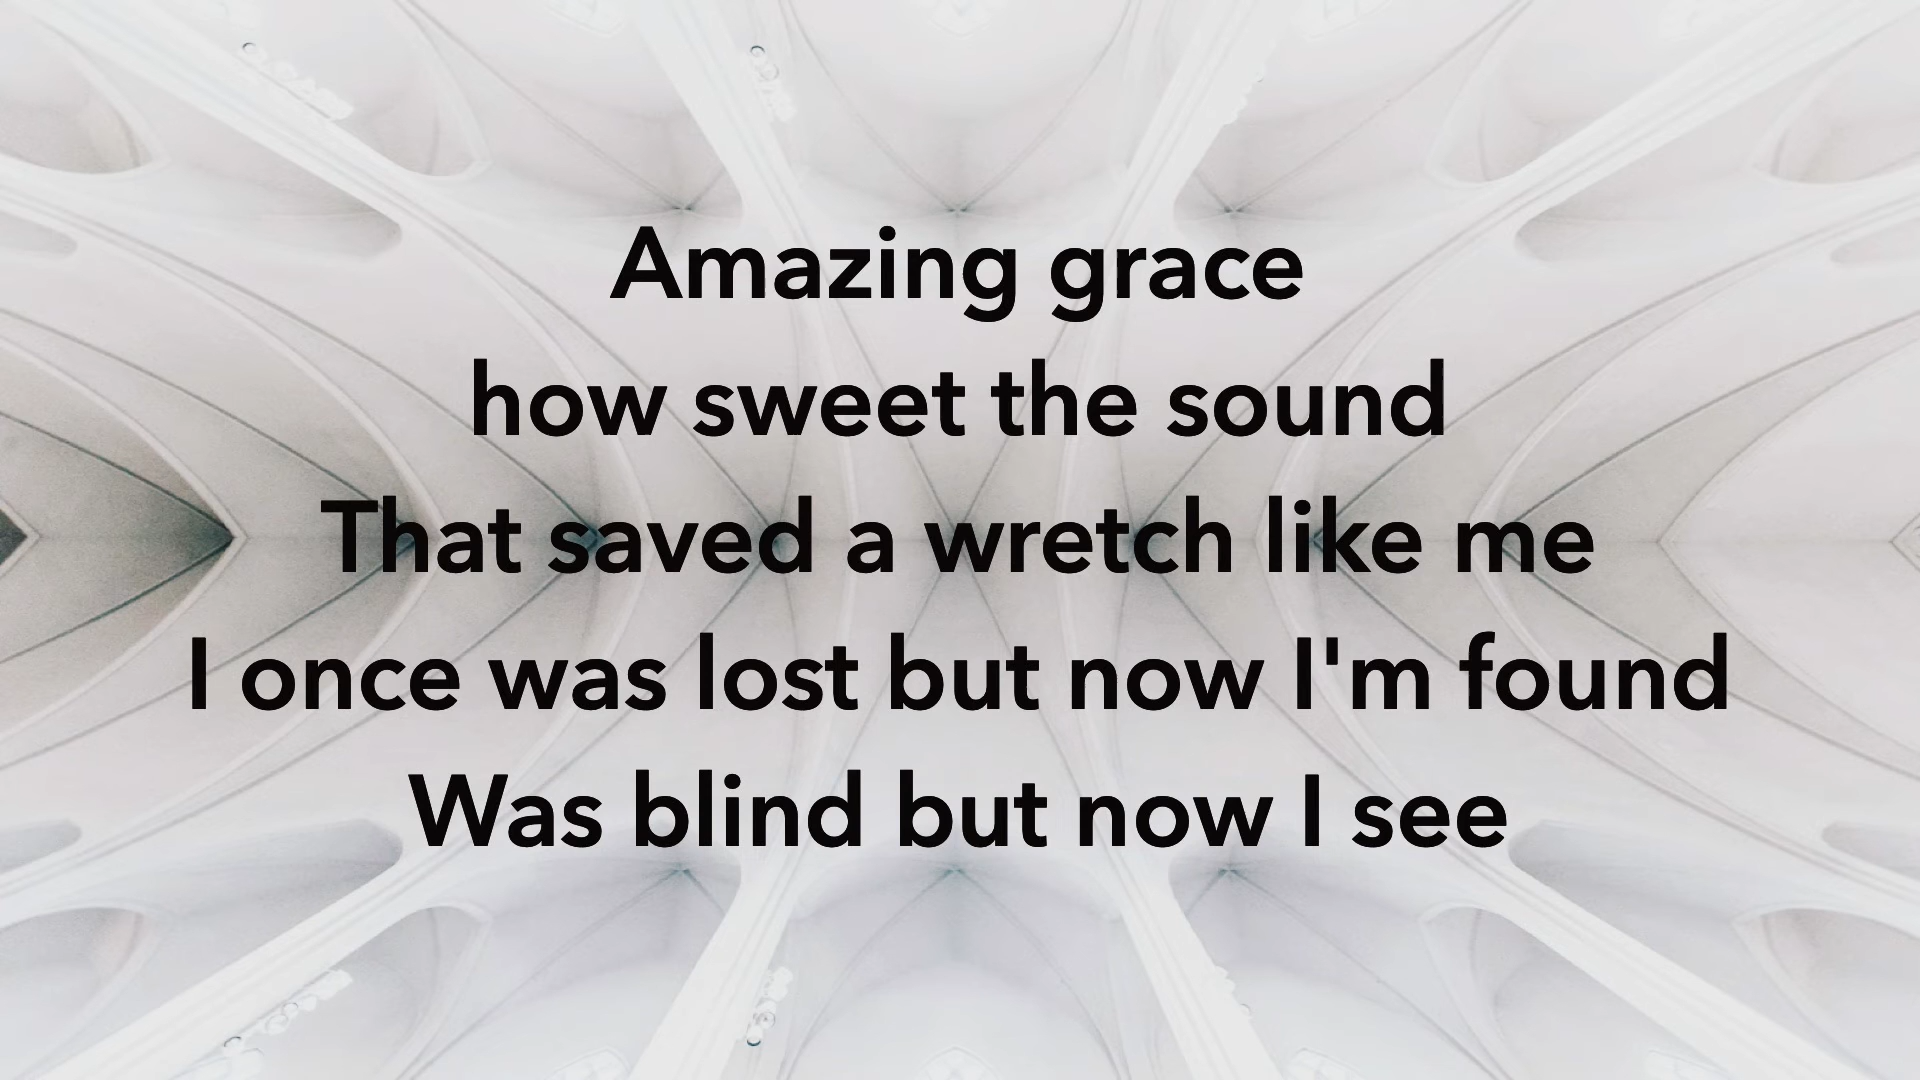 Amazing grace
how sweet the sound
That saved a wretch like me
I once was lost but now I'm found
Was blind but now I see